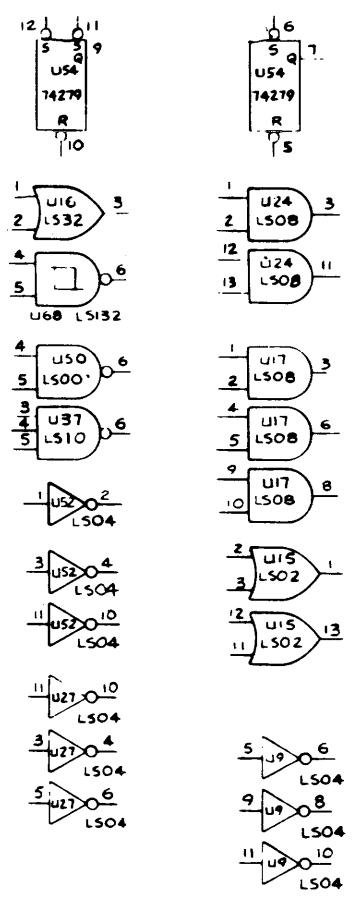 12 11
S S 9
Q
U54
74279
R
10
6
S 7
Q
U54
74279
R
5
1 U16 3
2 LS32
1 U24 3
2 LS08
4 6
5
U68 LS132
12 U24 11
13 LS08
4 U50 6
5 LS00
1 U17 3
2 LS08
3
4 U37 6
5 LS10
4 U17 6
5 LS08
9 U17 8
10 LS08
1 U52 2
LS04
3 U52 4
LS04
11 U52 10
LS04
2 U15 1
3 LS02
12 U15 13
11 LS02
11 U27 10
LS04
3 U27 4
LS04
5 U27 6
LS04
5 U9 6
LS04
9 U9 8
LS04
11 U9 10
LS04